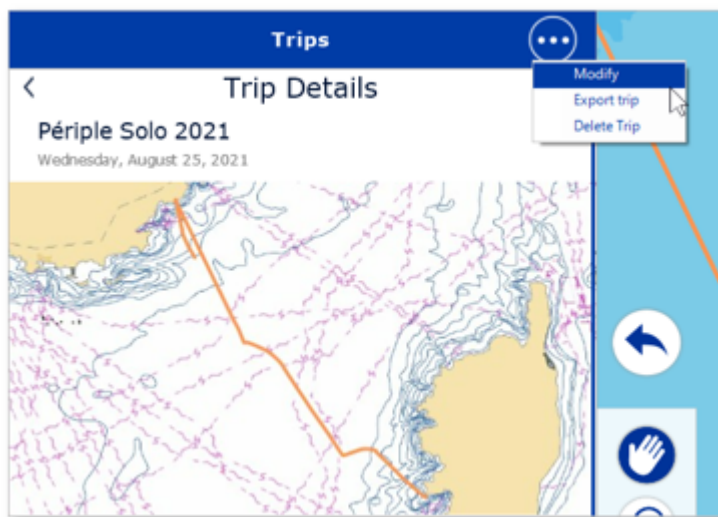 Trips
Modify
Trip Details
Export trip
Delete Trip
Périple Solo 2021
Wednesday, August 25, 2021